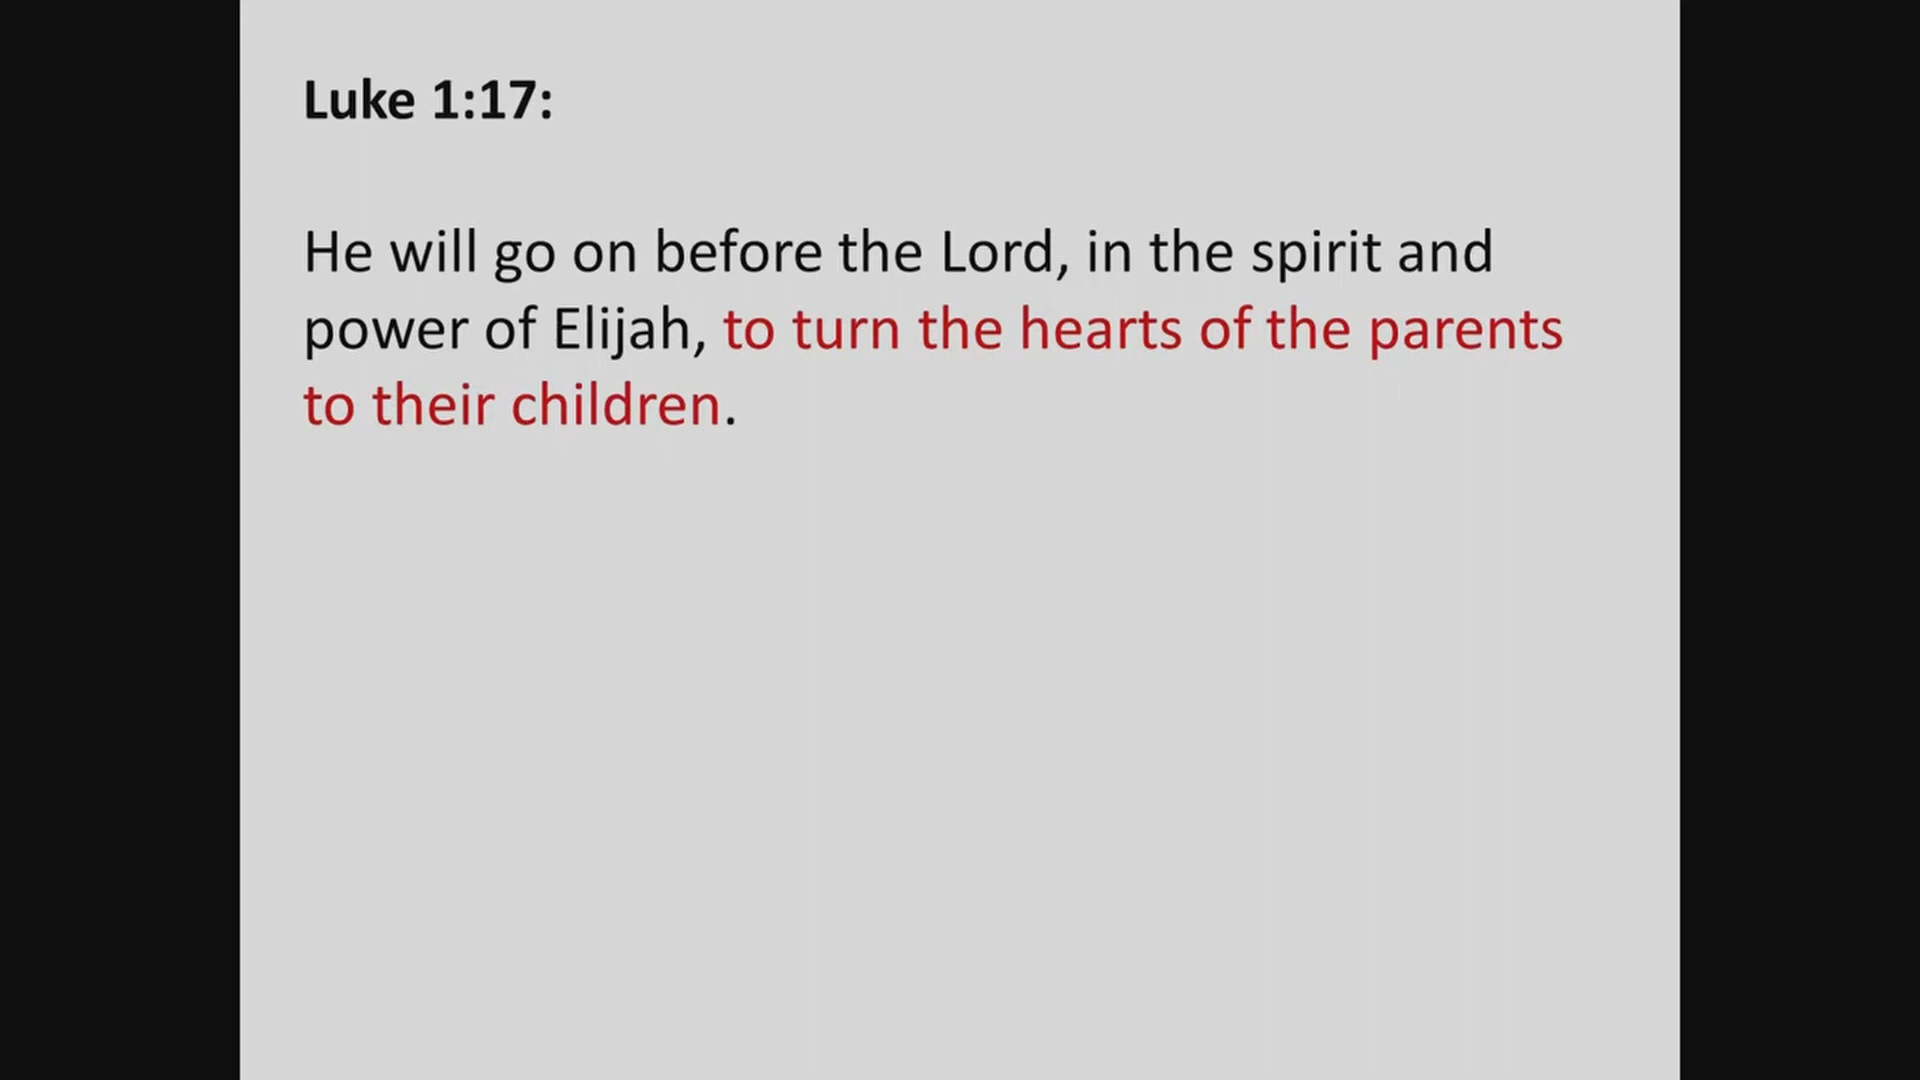 Luke 1:17:
He will go on before the Lord, in the spirit and
power of Elijah, to turn the hearts of the parents
to their children.